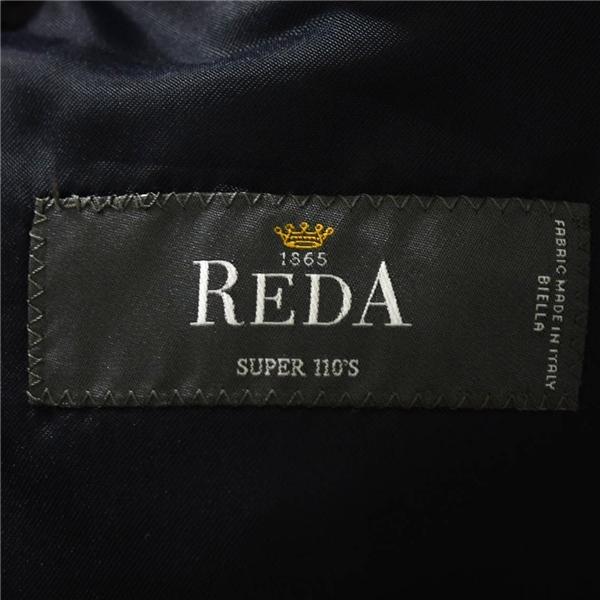 1865
REDA
SUPER 110'S
FABRIC MADE IN ITALY
BIELLA